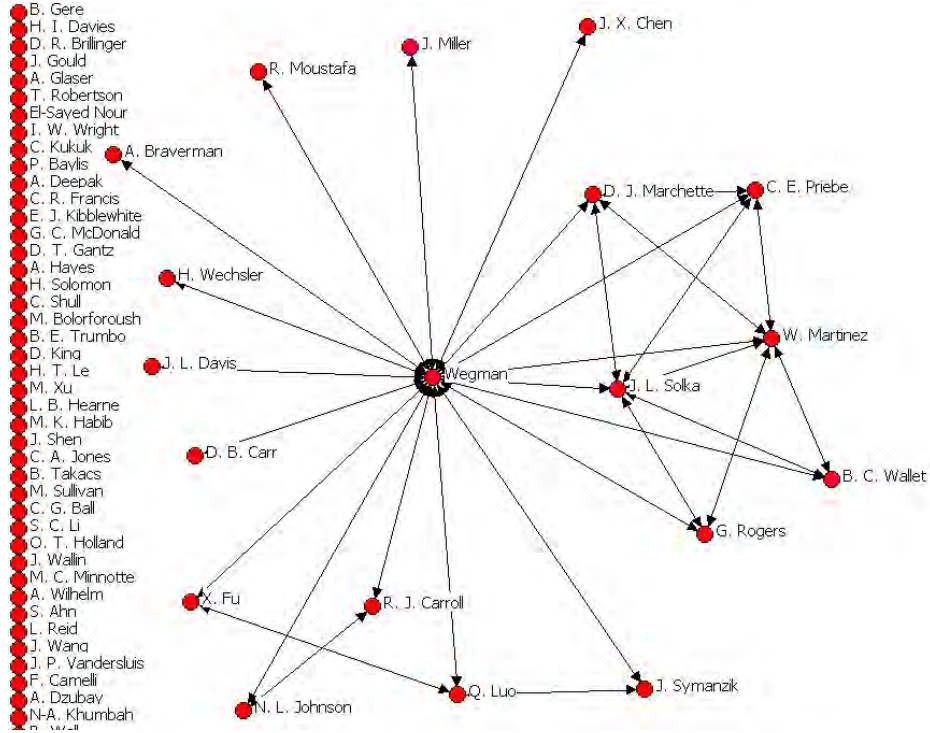 B. Gere
H. I. Davies
D. R. Brillinger
J. Gould
A. Glaser
T. Robertson
El-Sayed Nour
I. W. Wright
C. Kukuk
P. Baylis
A. Deepak
C. R. Francis
E. J. Kibblewhite
G. C. McDonald
D. T. Gantz
A. Hayes
H. Solomon
C. Shull
M. Bolorforoush
B. E. Trumbo
D. King
H. T. Le
M. Xu
L. B. Hearne
M. K. Habib
J. Shen
C. A. Jones
B. Takacs
M. Sullivan
C. G. Ball
S. C. Li
O. T. Holland
J. Wallin
M. C. Minnotte
A. Wilhelm
S. Ahn
L. Reid
J. Wang
J. P. Vandersluis
F. Camelli
A. Dzubay
N-A. Khumbah
J. X. Chen
J. Miller
R. Moustafa
A. Braverman
D. J. Marchette
C. E. Priebe
H. Wechsler
W. Martinez
J. L. Davis
Wegman
J. L. Solka
D. B. Carr
B. C. Wallet
G. Rogers
X. Fu
R. J. Carroll
Q. Luo
J. Symanzik
N. L. Johnson